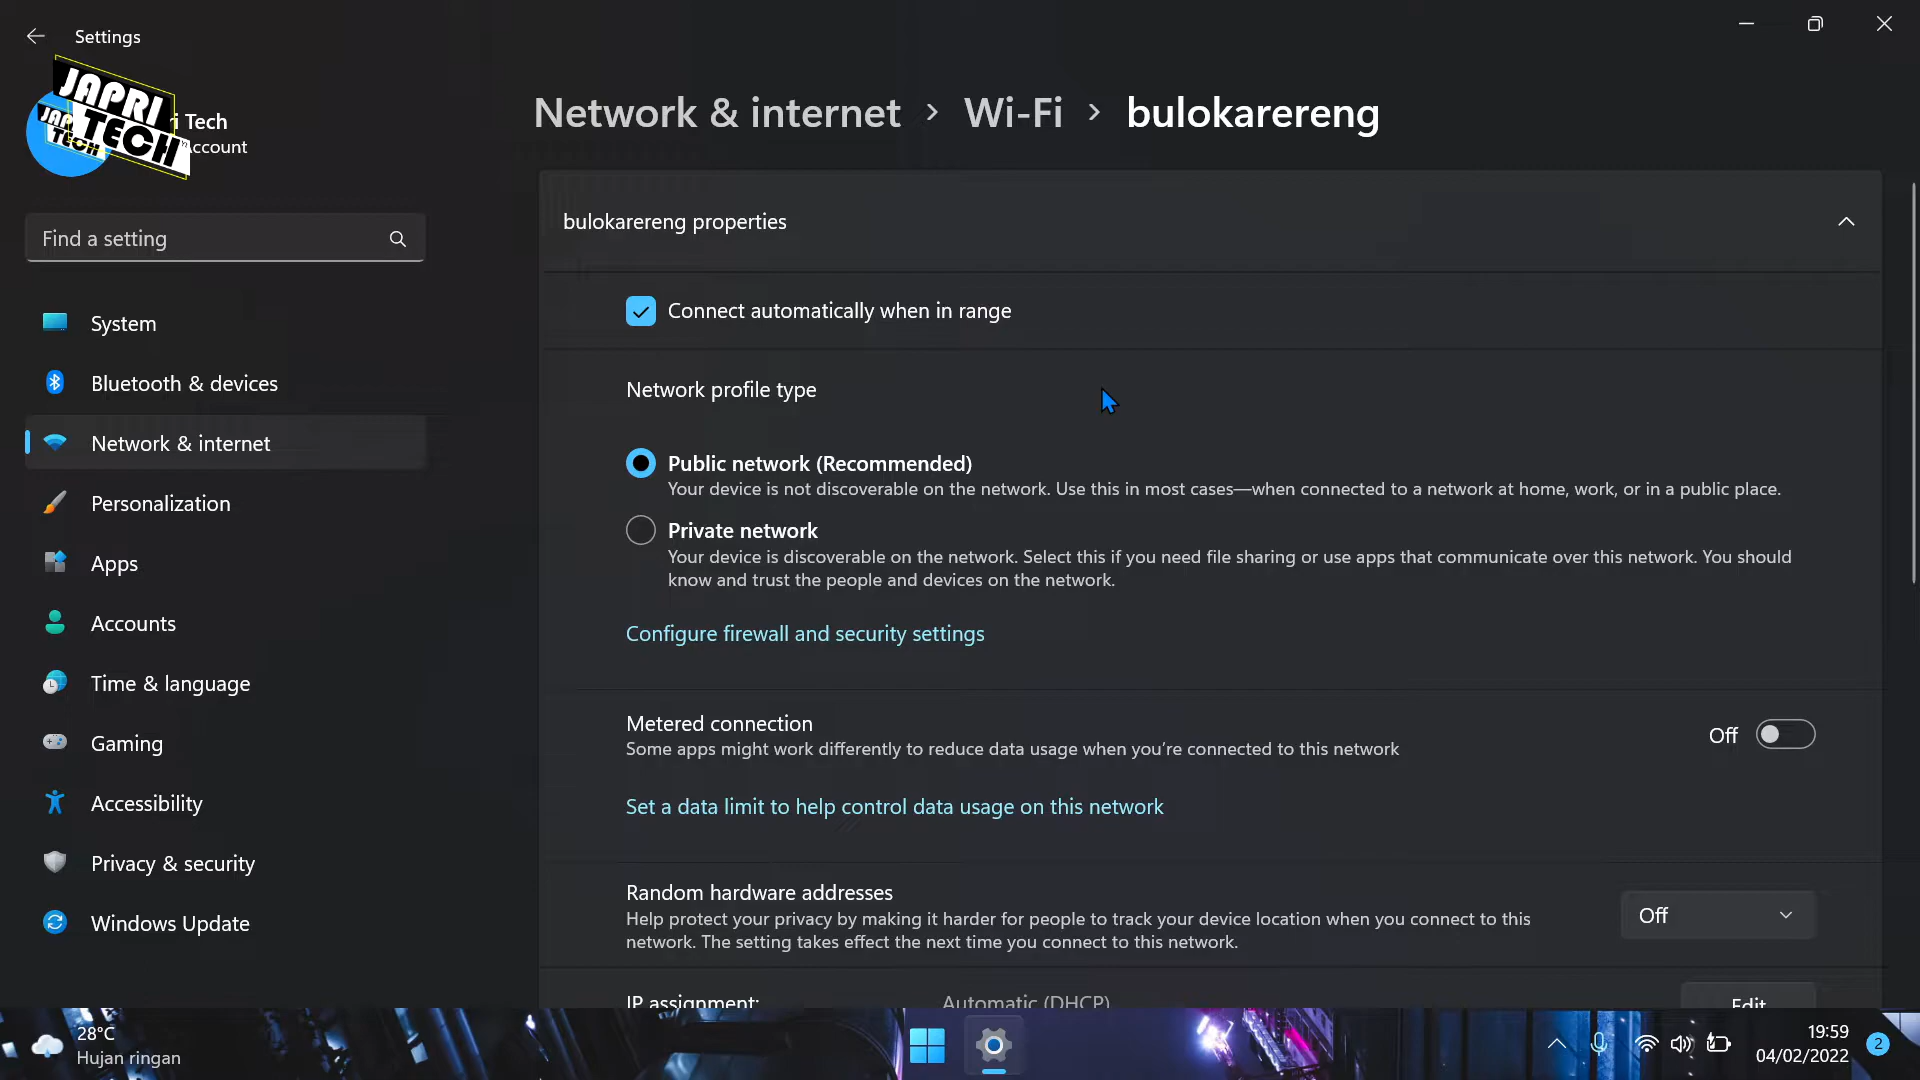 Settings
JAPRI
TECH
JAP
TECH
i Tech
ccount
Find a setting
System
Bluetooth & devices
Network & internet
Personalization
Apps
Accounts
Time & language
Gaming
Accessibility
Privacy & security
Windows Update
Network & internet > Wi-Fi > bulokarereng
bulokarereng properties
Connect automatically when in range
Network profile type
Public network (Recommended)
Your device is not discoverable on the network. Use this in most cases—when connected to a network at home, work, or in a public place.
Private network
Your device is discoverable on the network. Select this if you need file sharing or use apps that communicate over this network. You should
know and trust the people and devices on the network.
Configure firewall and security settings
Metered connection
Some apps might work differently to reduce data usage when you're connected to this network
Off
Set a data limit to help control data usage on this network
Random hardware addresses
Help protect your privacy by making it harder for people to track your device location when you connect to this
network. The setting takes effect the next time you connect to this network.
Off
IP assignment: Automatic (DHCP) Edit
28°C
Hujan ringan
19:59
04/02/2022
2